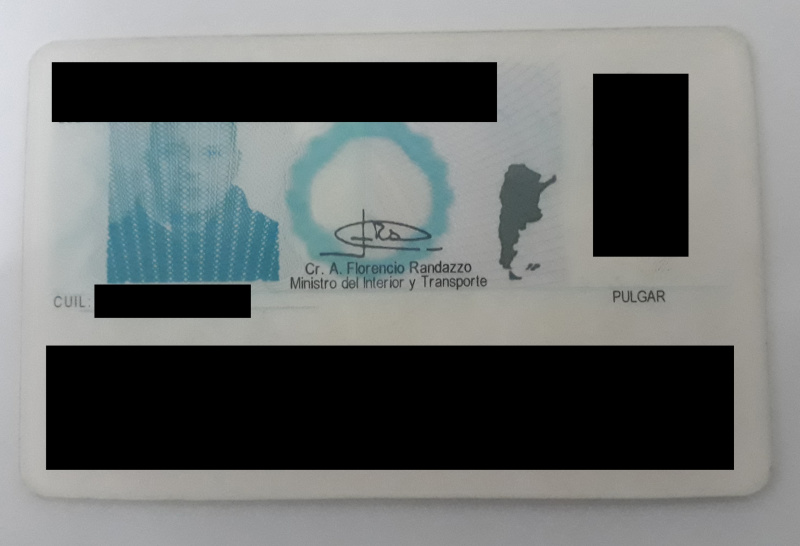 Cr. A. Florencio Randazzo
Ministro del Interior y Transporte
CUIL:
PULGAR